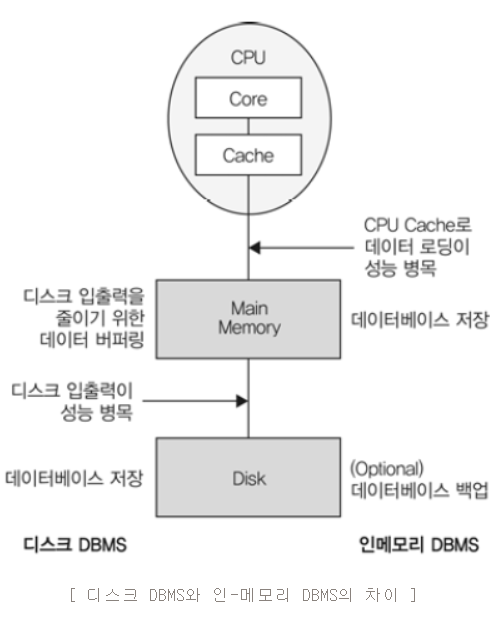 CPU
Core
Cache
CPU Cache로
데이터 로딩이
성능 병목
디스크 입출력을
줄이기 위한
데이터 버퍼링
Main
Memory
데이터베이스 저장
디스크 입출력이
성능 병목
데이터베이스 저장
Disk
(Optional)
데이터베이스 백업
디스크 DBMS
인메모리 DBMS
[ 디스크 DBMS와 인-메모리 DBMS의 차이 ]